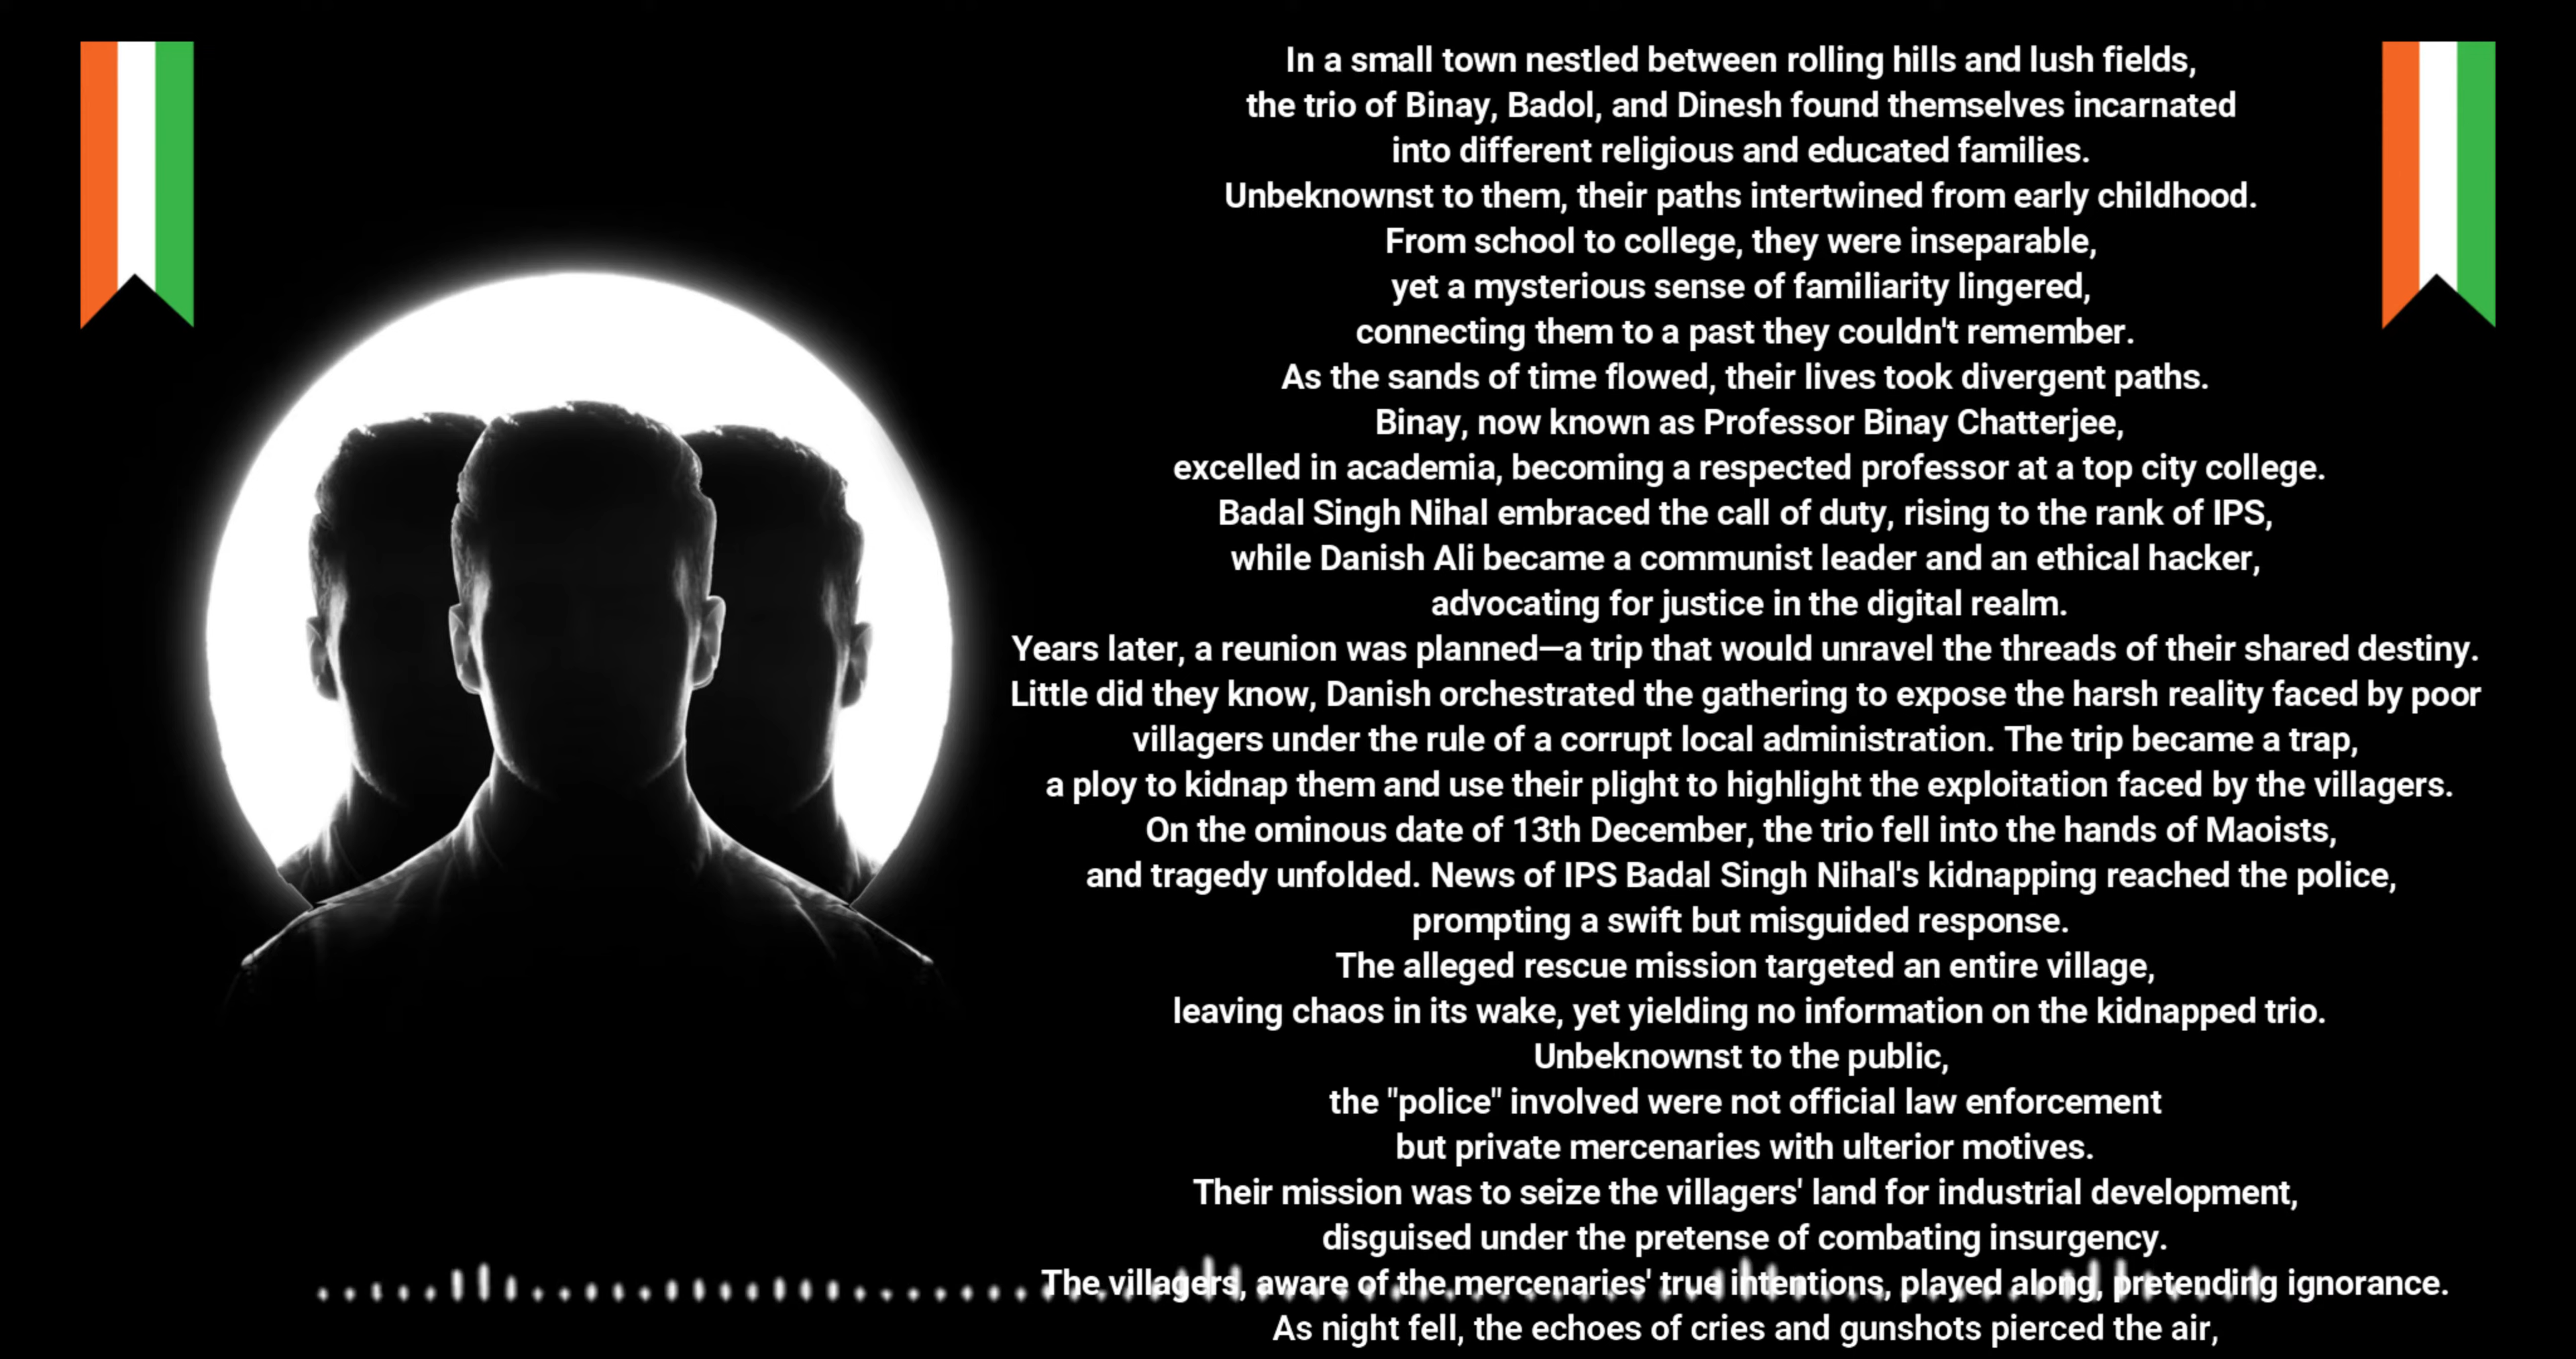 In a small town nestled between rolling hills and lush fields,
the trio of Binay, Badol, and Dinesh found themselves incarnated
into different religious and educated families.
Unbeknownst to them, their paths intertwined from early childhood.
From school to college, they were inseparable,
yet a mysterious sense of familiarity lingered,
connecting them to a past they couldn't remember.
As the sands of time flowed, their lives took divergent paths.
Binay, now known as Professor Binay Chatterjee,
excelled in academia, becoming a respected professor at a top city college.
Badal Singh Nihal embraced the call of duty, rising to the rank of IPS,
while Danish Ali became a communist leader and an ethical hacker,
advocating for justice in the digital realm.
Years later, a reunion was planned—a trip that would unravel the threads of their shared destiny.
Little did they know, Danish orchestrated the gathering to expose the harsh reality faced by poor
villagers under the rule of a corrupt local administration. The trip became a trap,
a ploy to kidnap them and use their plight to highlight the exploitation faced by the villagers.
On the ominous date of 13th December, the trio fell into the hands of Maoists,
and tragedy unfolded. News of IPS Badal Singh Nihal's kidnapping reached the police,
prompting a swift but misguided response.
The alleged rescue mission targeted an entire village,
leaving chaos in its wake, yet yielding no information on the kidnapped trio.
Unbeknownst to the public,
the "police" involved were not official law enforcement
but private mercenaries with ulterior motives.
Their mission was to seize the villagers' land for industrial development,
disguised under the pretense of combating insurgency.
The villagers, aware of the mercenaries' true intentions, played along, pretending ignorance.
As night fell, the echoes of cries and gunshots pierced the air,